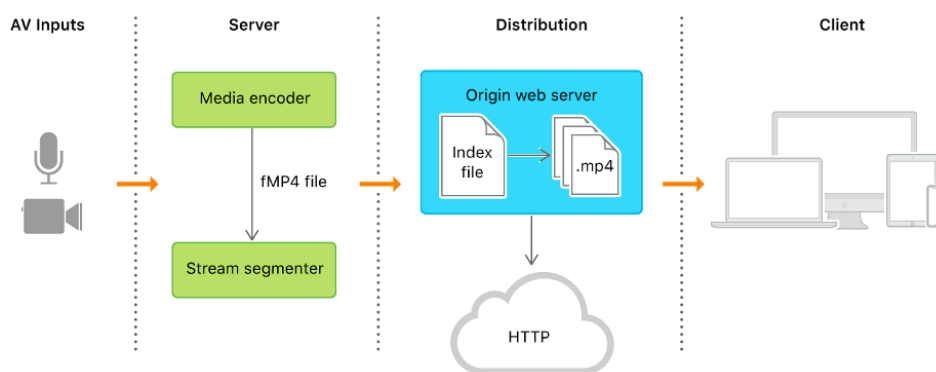 AV Inputs
Server
Distribution
Client
Media encoder
fMP4 file
Stream segmenter
Origin web server
Index
file
.mp4
HTTP